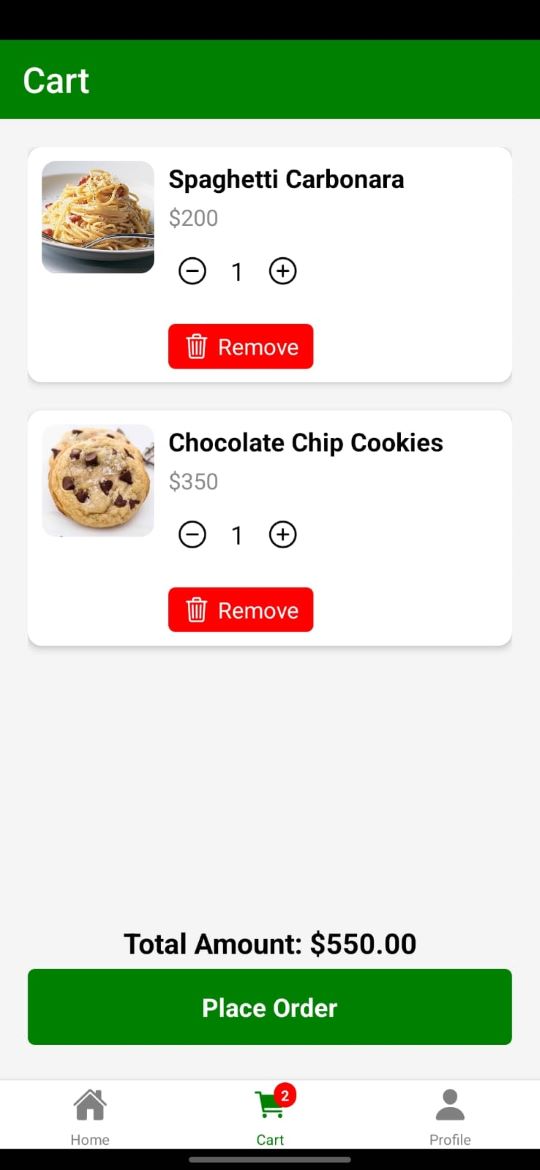 Cart
Spaghetti Carbonara
$200
1
Remove
Chocolate Chip Cookies
$350
1
Remove
Total Amount: $550.00
Place Order
2
Home
Cart
Profile